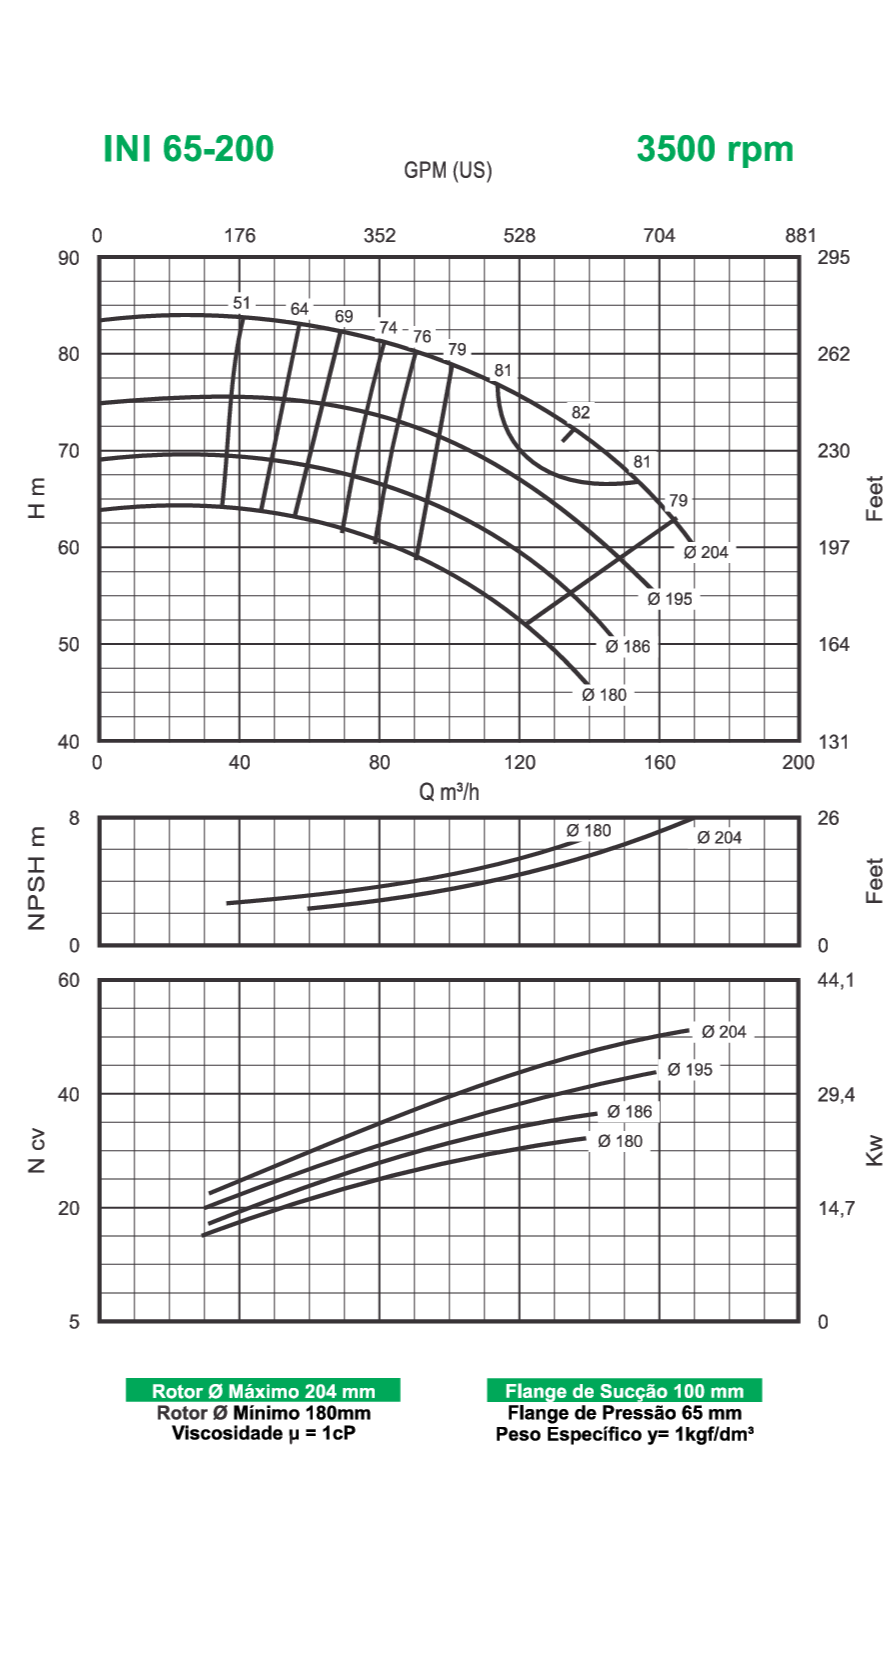 INI 65-200 3500 rpm
GPM (US)
0 176 352 528 704 881
90 295
51
64
69
74
76
79
80 262
81
82
70 230
81
79
H m
Feet
60 197
Ø 204
Ø 195
50 164
Ø 186
Ø 180
40 131
0 40 80 120 160 200
Q m³/h
8 26
Ø 180
Ø 204
NPSH m
Feet
0 0
60 44,1
Ø 204
Ø 195
40 29,4
Ø 186
Ø 180
N cv
Kw
20 14,7
5 0
Rotor Ø Máximo 204 mm
Rotor Ø Mínimo 180mm
Viscosidade µ = 1cP
Flange de Sucção 100 mm
Flange de Pressão 65 mm
Peso Específico y= 1kgf/dm³